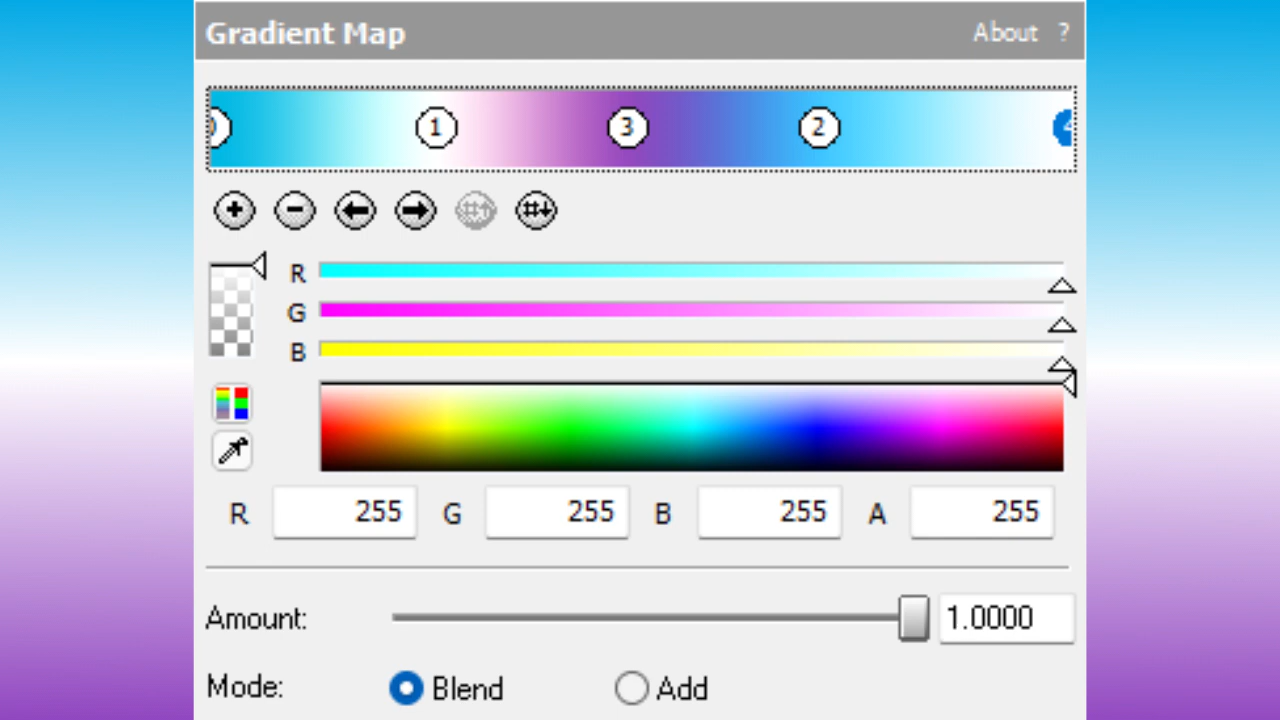 Gradient Map About ?
1 3 2
R
G
B
R 255 G 255 B 255 A 255
Amount: 1.0000
Mode: Blend Add